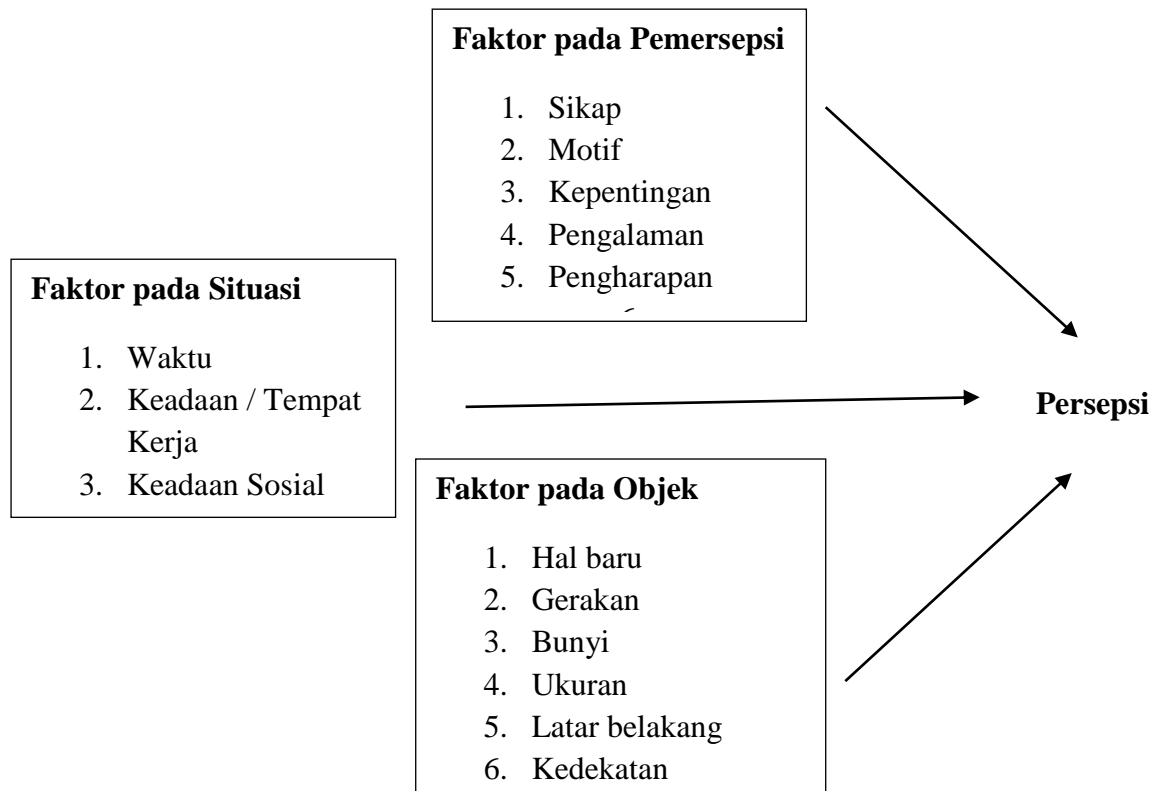 Faktor pada Pemersepsi
1. Sikap
2. Motif
3. Kepentingan
4. Pengalaman
5. Pengharapan
Faktor pada Situasi
1. Waktu
2. Keadaan / Tempat
Kerja
3. Keadaan Sosial
Persepsi
Faktor pada Objek
1. Hal baru
2. Gerakan
3. Bunyi
4. Ukuran
5. Latar belakang
6. Kedekatan